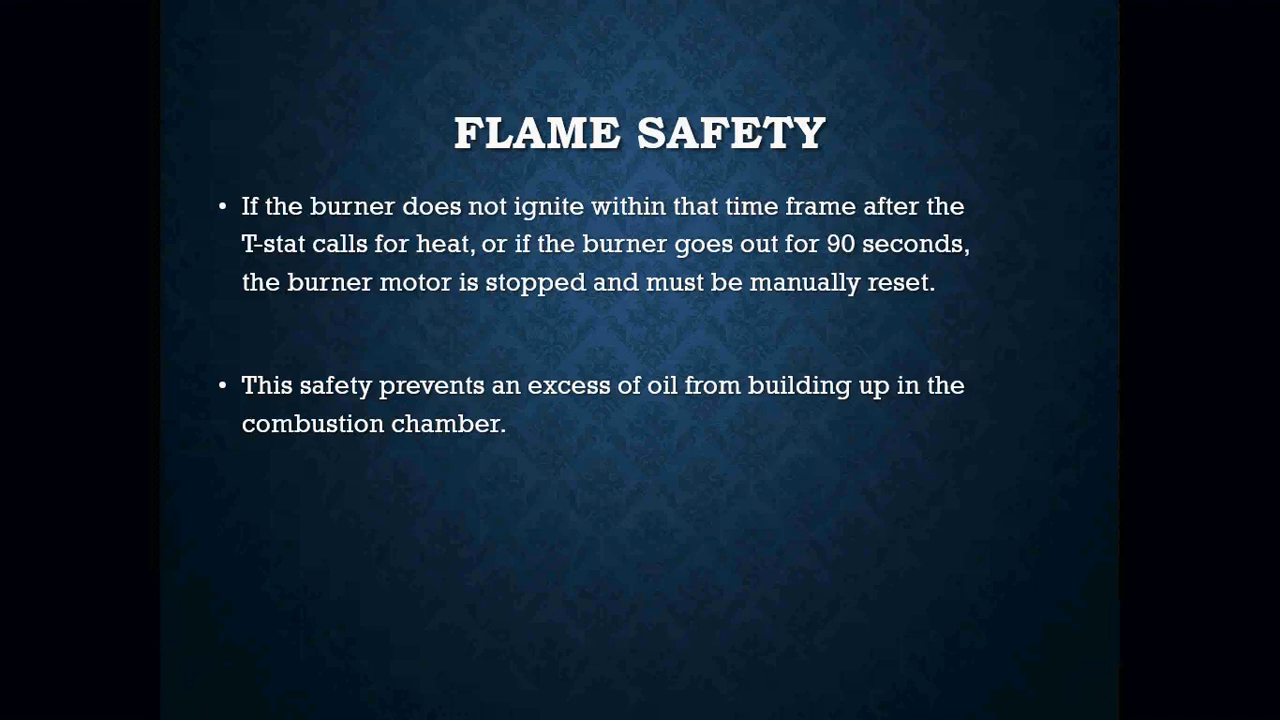 FLAME SAFETY
• If the burner does not ignite within that time frame after the
T-stat calls for heat, or if the burner goes out for 90 seconds,
the burner motor is stopped and must be manually reset.
• This safety prevents an excess of oil from building up in the
combustion chamber.